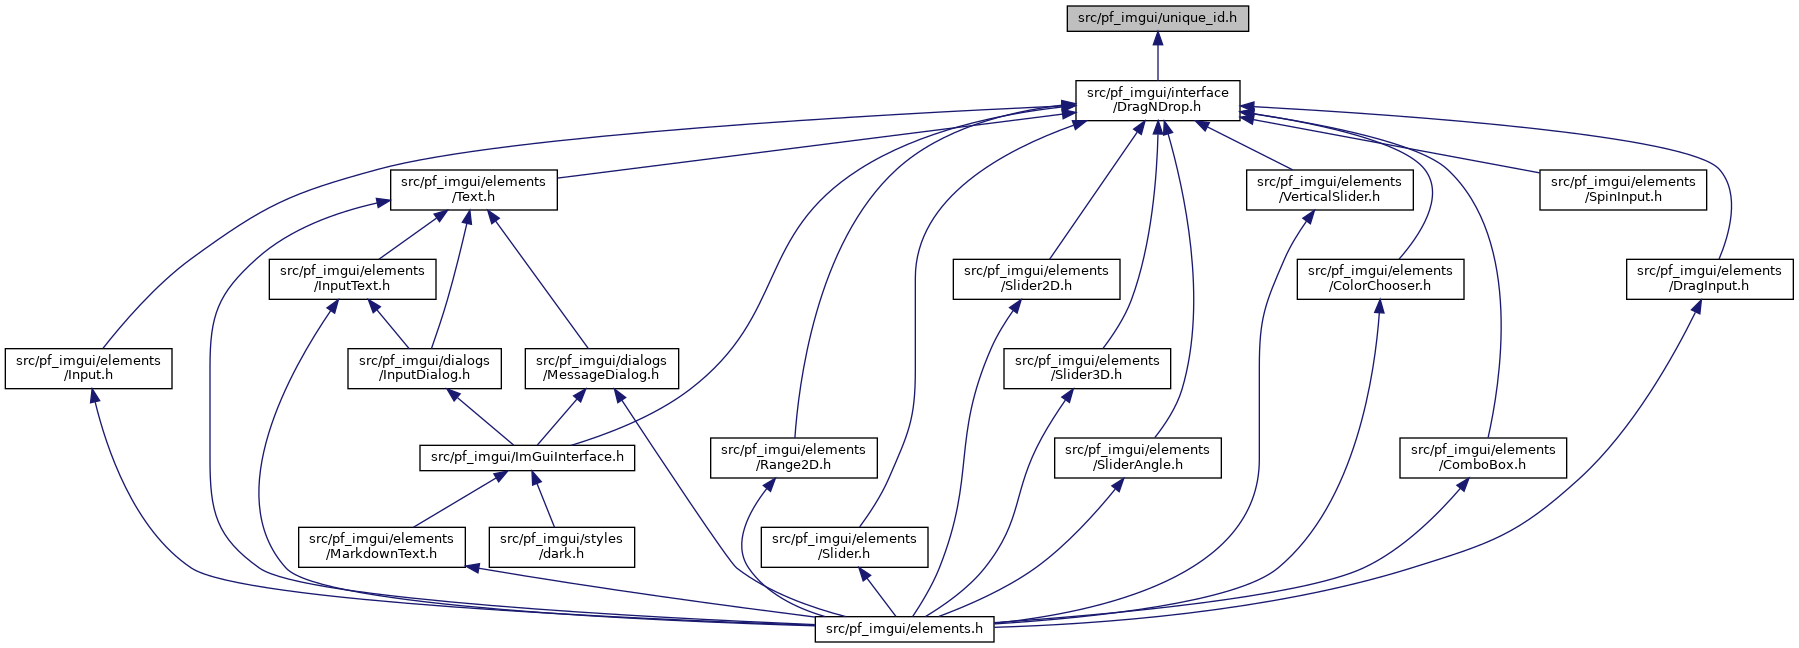 src/pf_imgui/unique_id.h
src/pf_imgui/interface
/DragNDrop.h
src/pf_imgui/elements
/Text.h
src/pf_imgui/elements
/VerticalSlider.h
src/pf_imgui/elements
/SpinInput.h
src/pf_imgui/elements
/InputText.h
src/pf_imgui/elements
/Slider2D.h
src/pf_imgui/elements
/ColorChooser.h
src/pf_imgui/elements
/DragInput.h
src/pf_imgui/elements
/Input.h
src/pf_imgui/dialogs
/InputDialog.h
src/pf_imgui/dialogs
/MessageDialog.h
src/pf_imgui/elements
/Slider3D.h
src/pf_imgui/ImGuiInterface.h
src/pf_imgui/elements
/Range2D.h
src/pf_imgui/elements
/SliderAngle.h
src/pf_imgui/elements
/ComboBox.h
src/pf_imgui/elements
/MarkdownText.h
src/pf_imgui/styles
/dark.h
src/pf_imgui/elements
/Slider.h
src/pf_imgui/elements.h